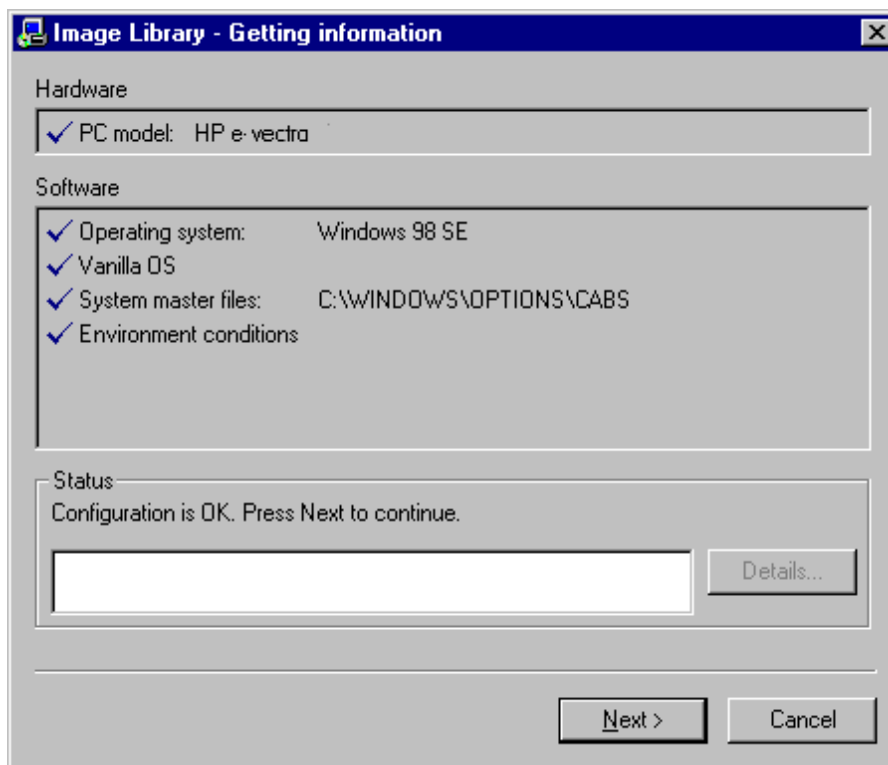 Image Library - Getting information
Hardware
PC model: HP e-vectra
Software
Operating system: Windows 98 SE
Vanilla OS
System master files: C:\WINDOWS\OPTIONS\CABS
Environment conditions
Status
Configuration is OK. Press Next to continue.
Details...
Next > Cancel